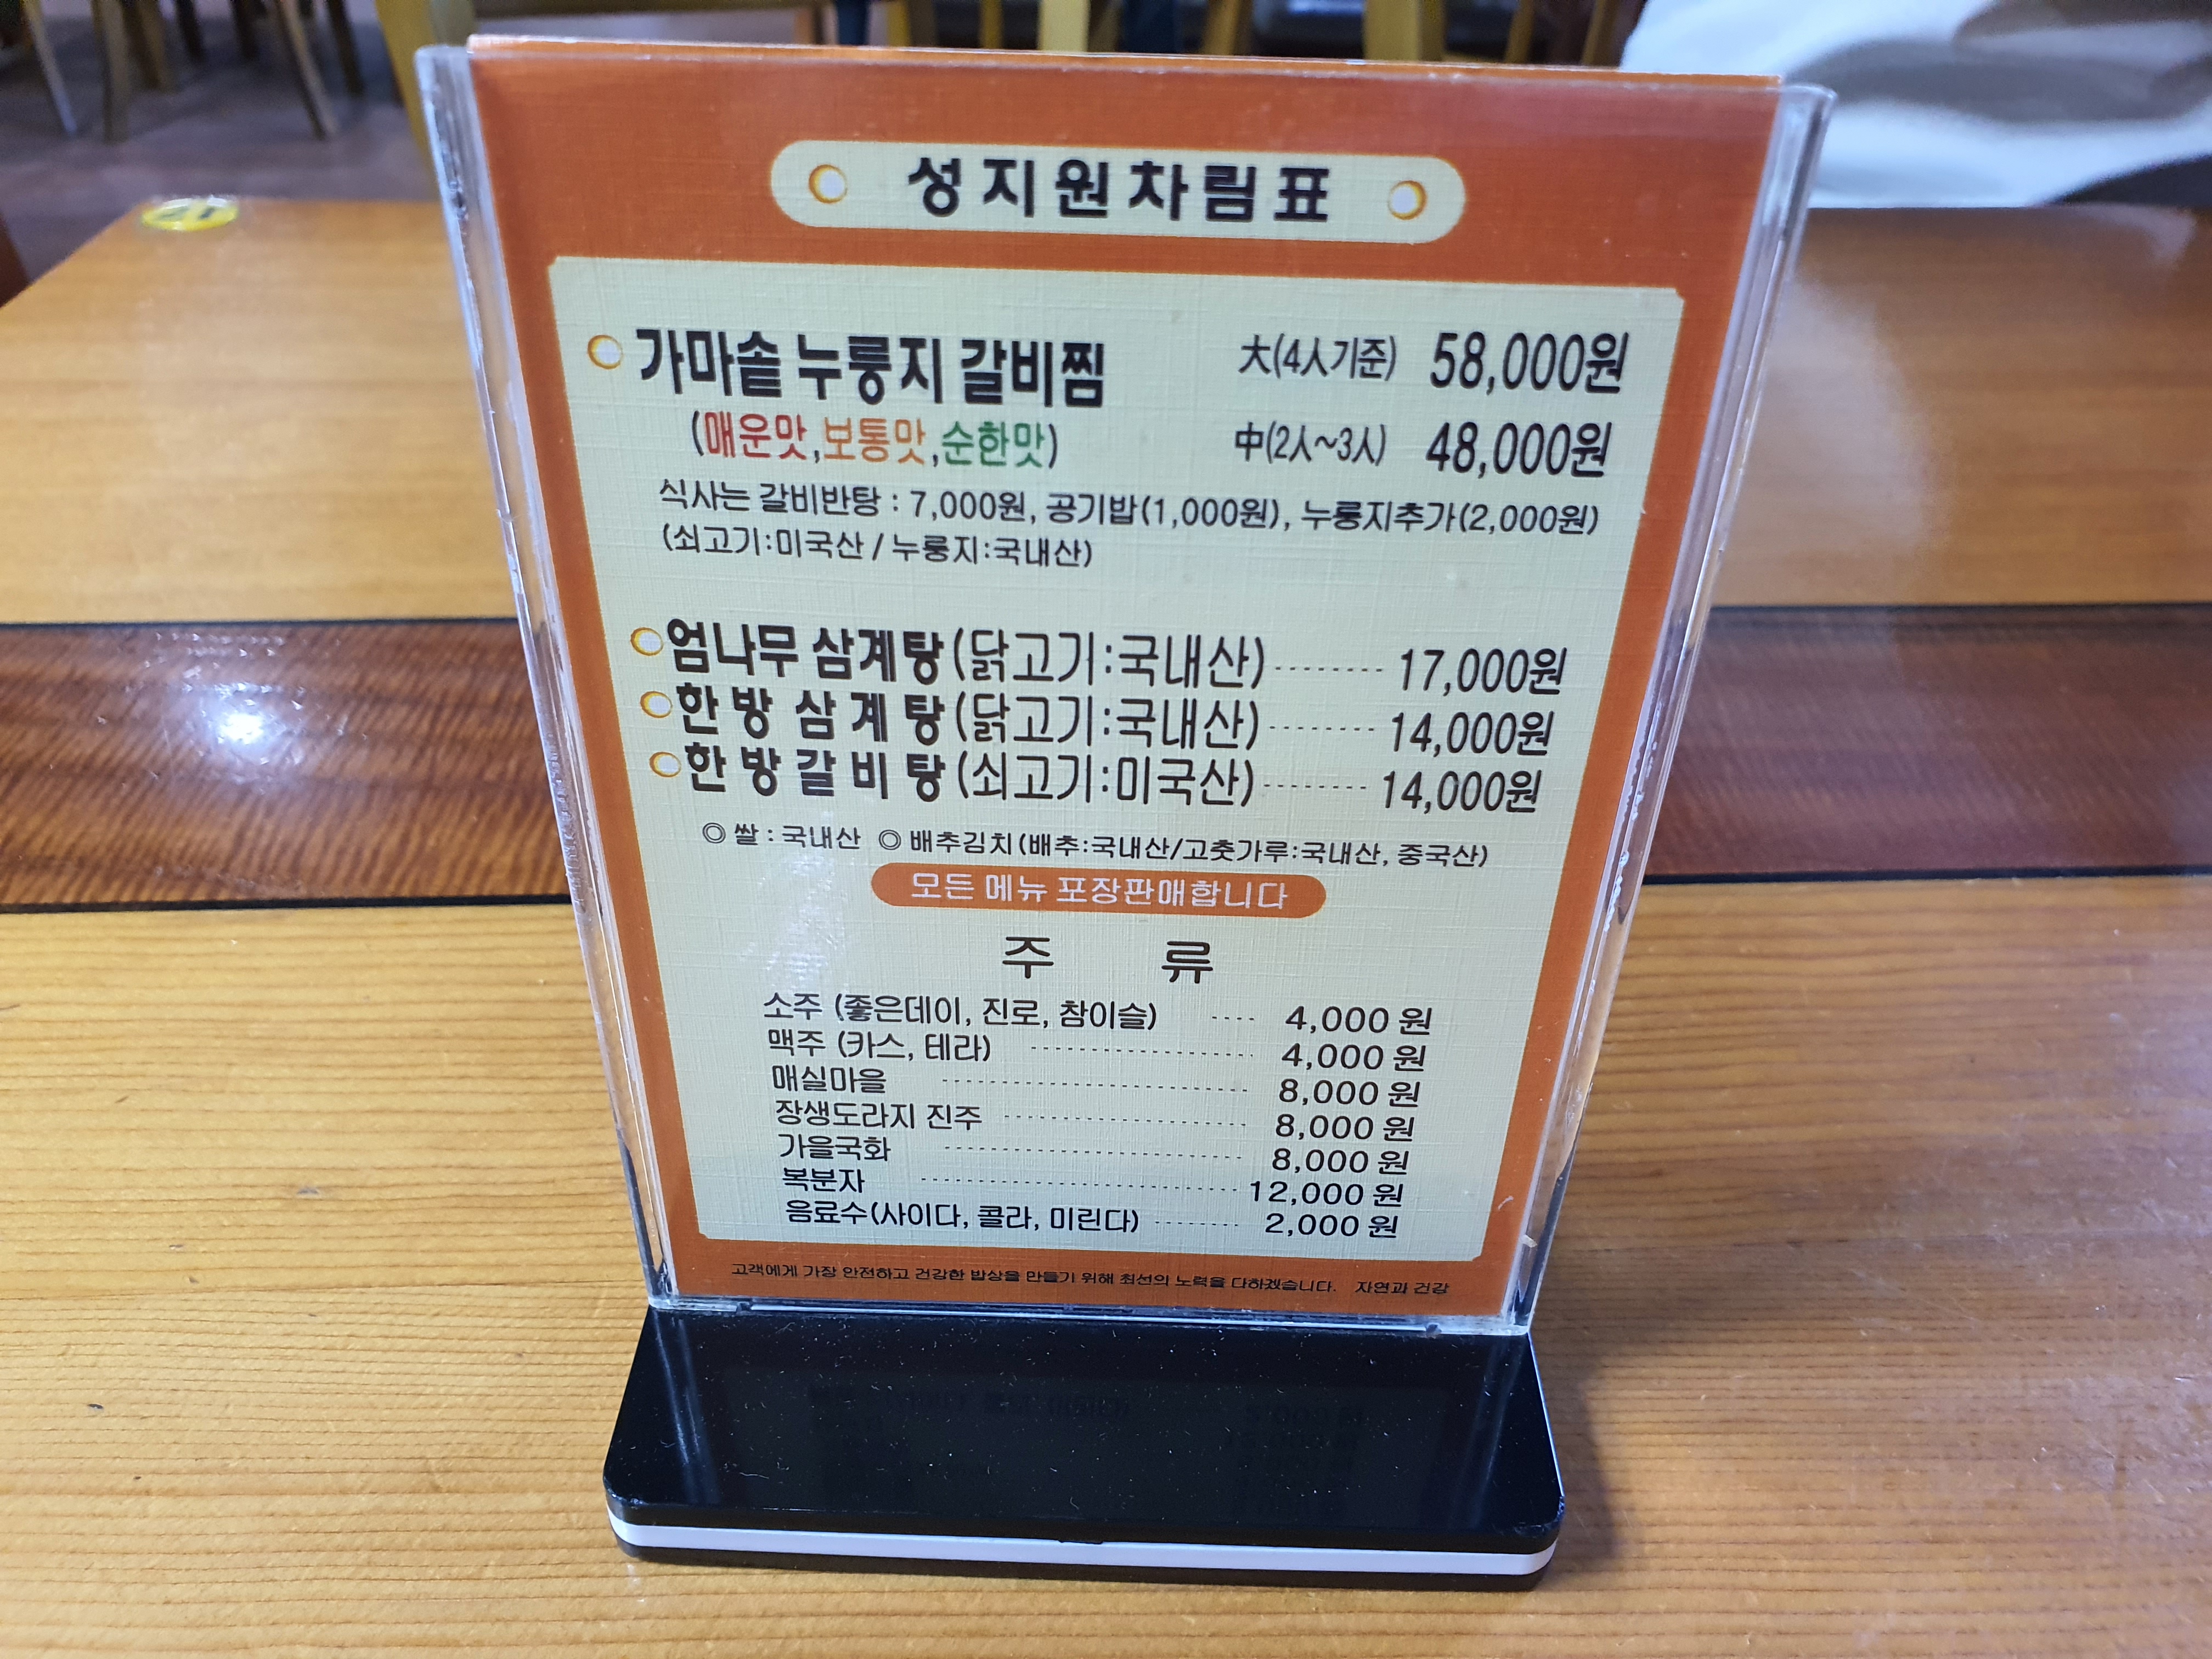 성지원차림표
가마솥 누룽지 갈비찜 大(4人기준) 58,000원
(매운맛,보통맛,순한맛) 中(2人~3人) 48,000원
식사는 갈비반탕 : 7,000원, 공기밥(1,000원), 누룽지추가(2,000원)
(쇠고기:미국산 / 누룽지:국내산)
엄나무 삼계탕(닭고기:국내산) 17,000원
한방 삼계탕(닭고기:국내산) 14,000원
한방갈비탕(쇠고기:미국산) 14,000원
◎ 쌀 : 국내산 ◎ 배추김치(배추:국내산/고춧가루:국내산, 중국산)
모든 메뉴 포장판매합니다
주 류
소주 (좋은데이, 진로, 참이슬) 4,000 원
맥주 (카스, 테라) 4,000 원
매실마을 8,000 원
장생도라지 진주 8,000 원
가을국화 8,000 원
복분자 12,000 원
음료수(사이다, 콜라, 미린다) 2,000 원
고객에게 가장 안전하고 건강한 밥상을 만들기 위해 최선의 노력을 다하겠습니다. 자연과 건강